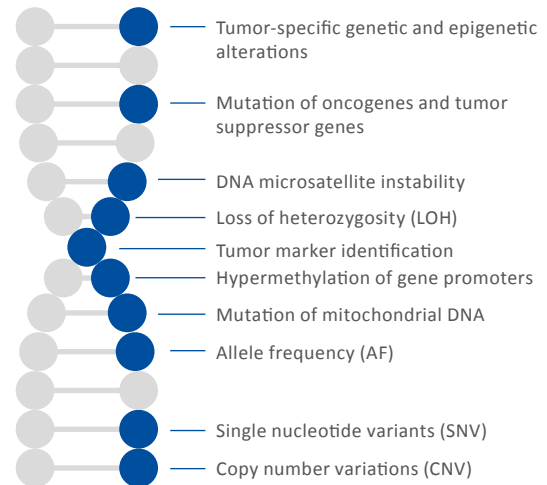 Tumor-specific genetic and epigenetic
alterations
Mutation of oncogenes and tumor
suppressor genes
DNA microsatellite instability
Loss of heterozygosity (LOH)
Tumor marker identification
Hypermethylation of gene promoters
Mutation of mitochondrial DNA
Allele frequency (AF)
Single nucleotide variants (SNV)
Copy number variations (CNV)